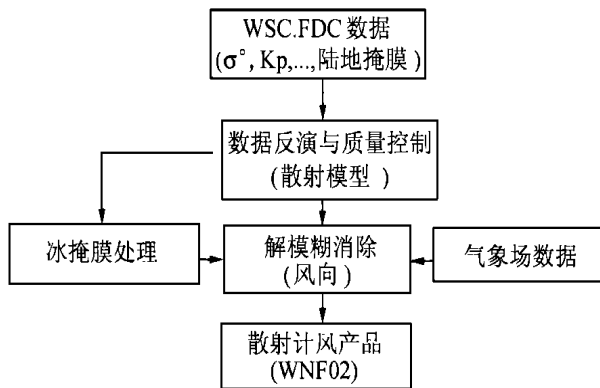 WSC.FDC 数据
(σ°, Kp,...,陆地掩膜)
数据反演与质量控制
(散射模型 )
冰掩膜处理
解模糊消除
(风向)
气象场数据
散射计风产品
(WNF02)